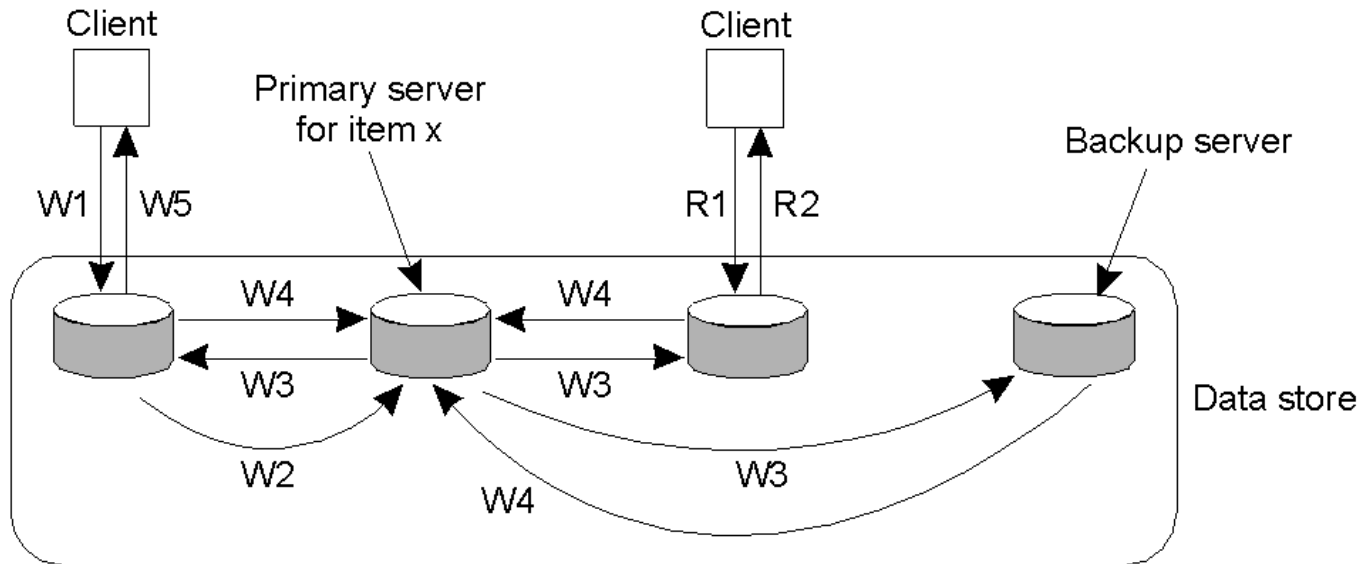 Client
Client
Primary server
for item x
Backup server
W1
W5
R1
R2
W4
W4
W3
W3
Data store
W2
W3
W4